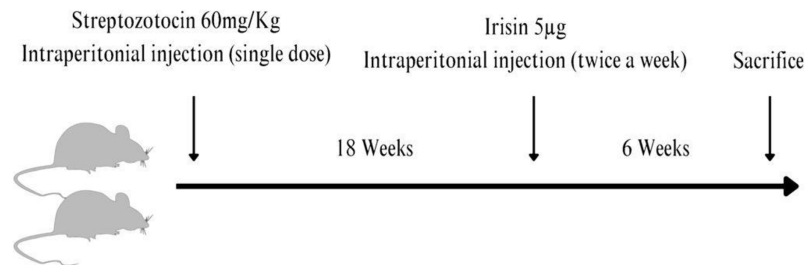 Streptozotocin 60mg/Kg
Intraperitonial injection (single dose)
Irisin 5µg
Intraperitonial injection (twice a week)
Sacrifice
18 Weeks
6 Weeks